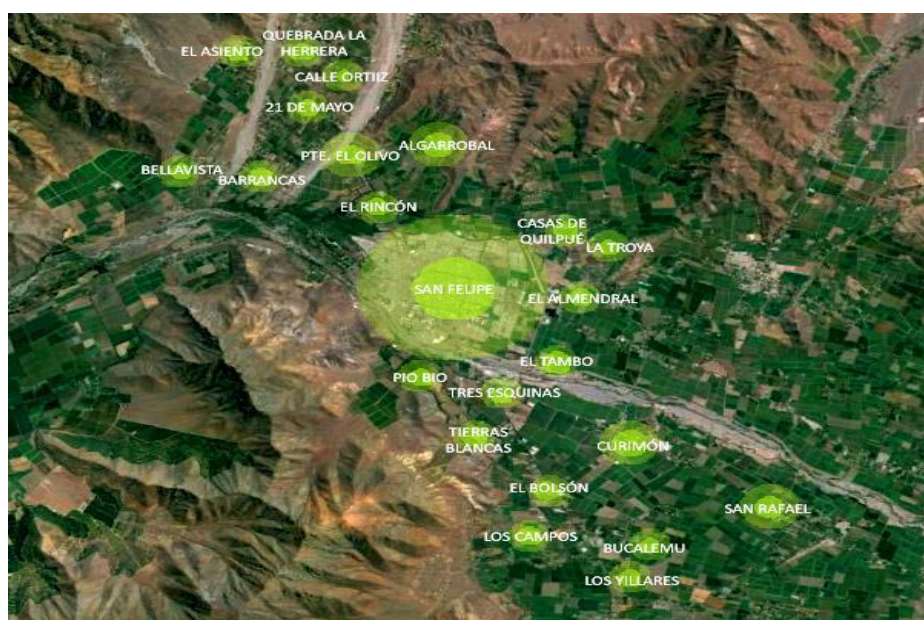 QUEBRADA LA
HERRERA
EL ASIENTO
CALLE ORTIIZ
21 DE MAYO
ALGARROBAL
PTE. EL OLIVO
BELLAVISTA
BARRANCAS
EL RINCÓN
CASAS DE
QUILPUÉ
LA TROYA
SAN FELIPE
EL ALMENDRAL
EL TAMBO
PIO BIO
TRES ESQUINAS
TIERRAS
BLANCAS
CURIMÓN
EL BOLSÓN
SAN RAFAEL
LOS CAMPOS
BUCALEMU
LOS YILLARES